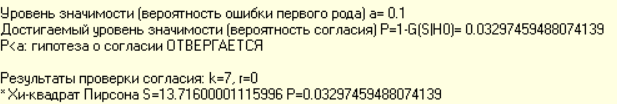 Уровень значимости (вероятность ошибки первого рода) a= 0.1
Достигаемый уровень значимости (вероятность согласия) P=1-G(S|H0)= 0.03297459488074139
P<a: гипотеза о согласии ОТВЕРГАЕТСЯ
Результаты проверки согласия: k=7, r=0
*Хи-квадрат Пирсона S=13.71600001115996 P=0.03297459488074139